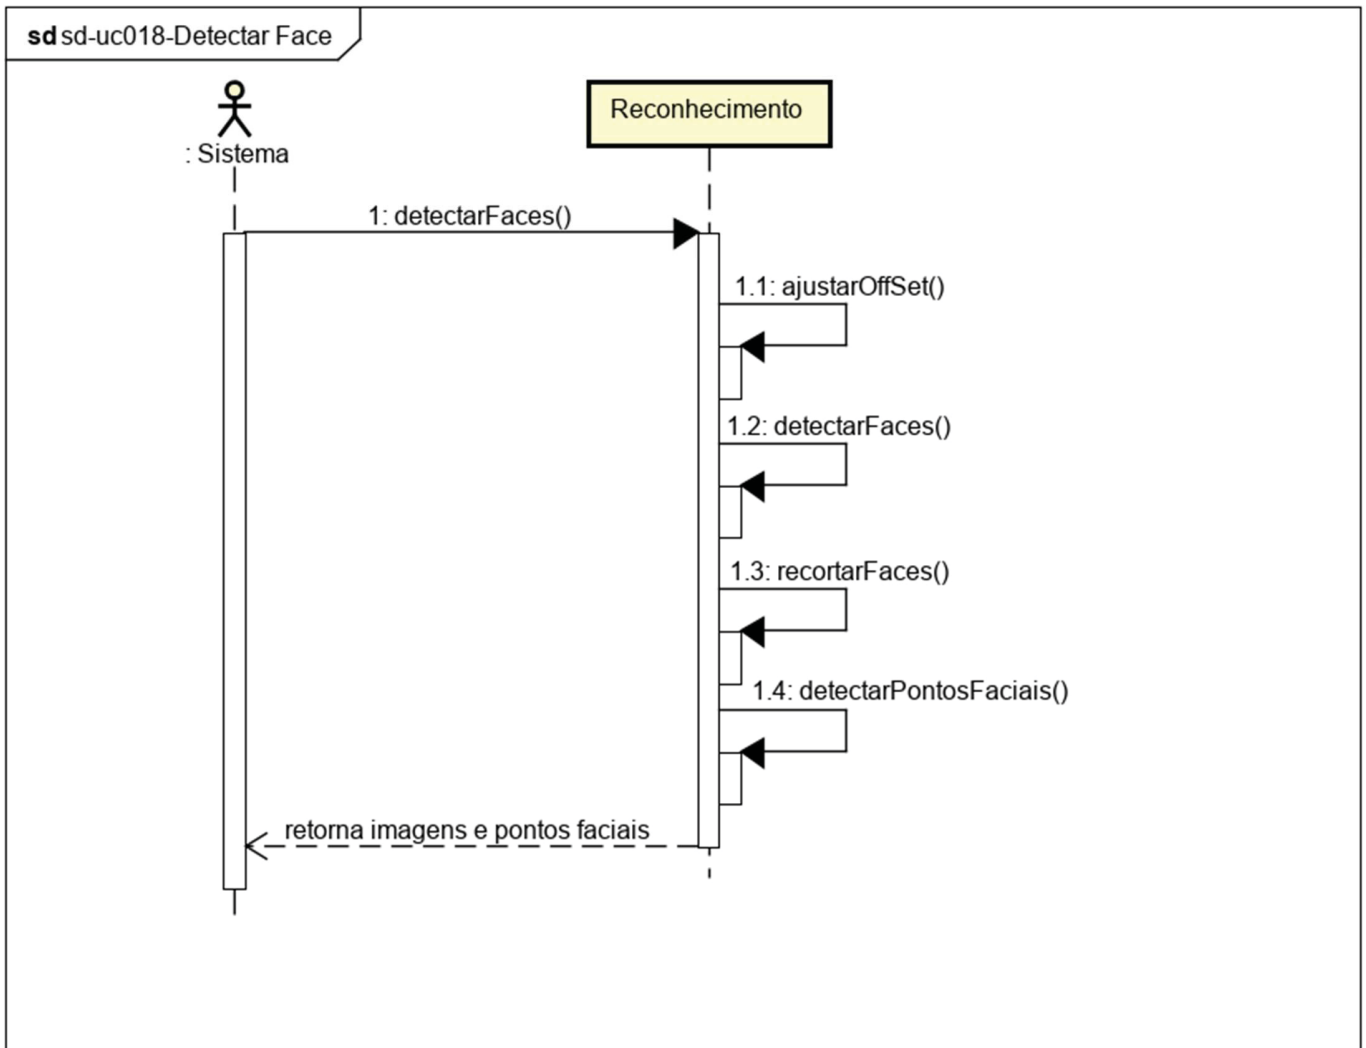 sd sd-uc018-Detectar Face
: Sistema
Reconhecimento
1: detectarFaces()
1.1: ajustarOffSet()
1.2: detectarFaces()
1.3: recortarFaces()
1.4: detectarPontosFaciais()
retorna imagens e pontos faciais